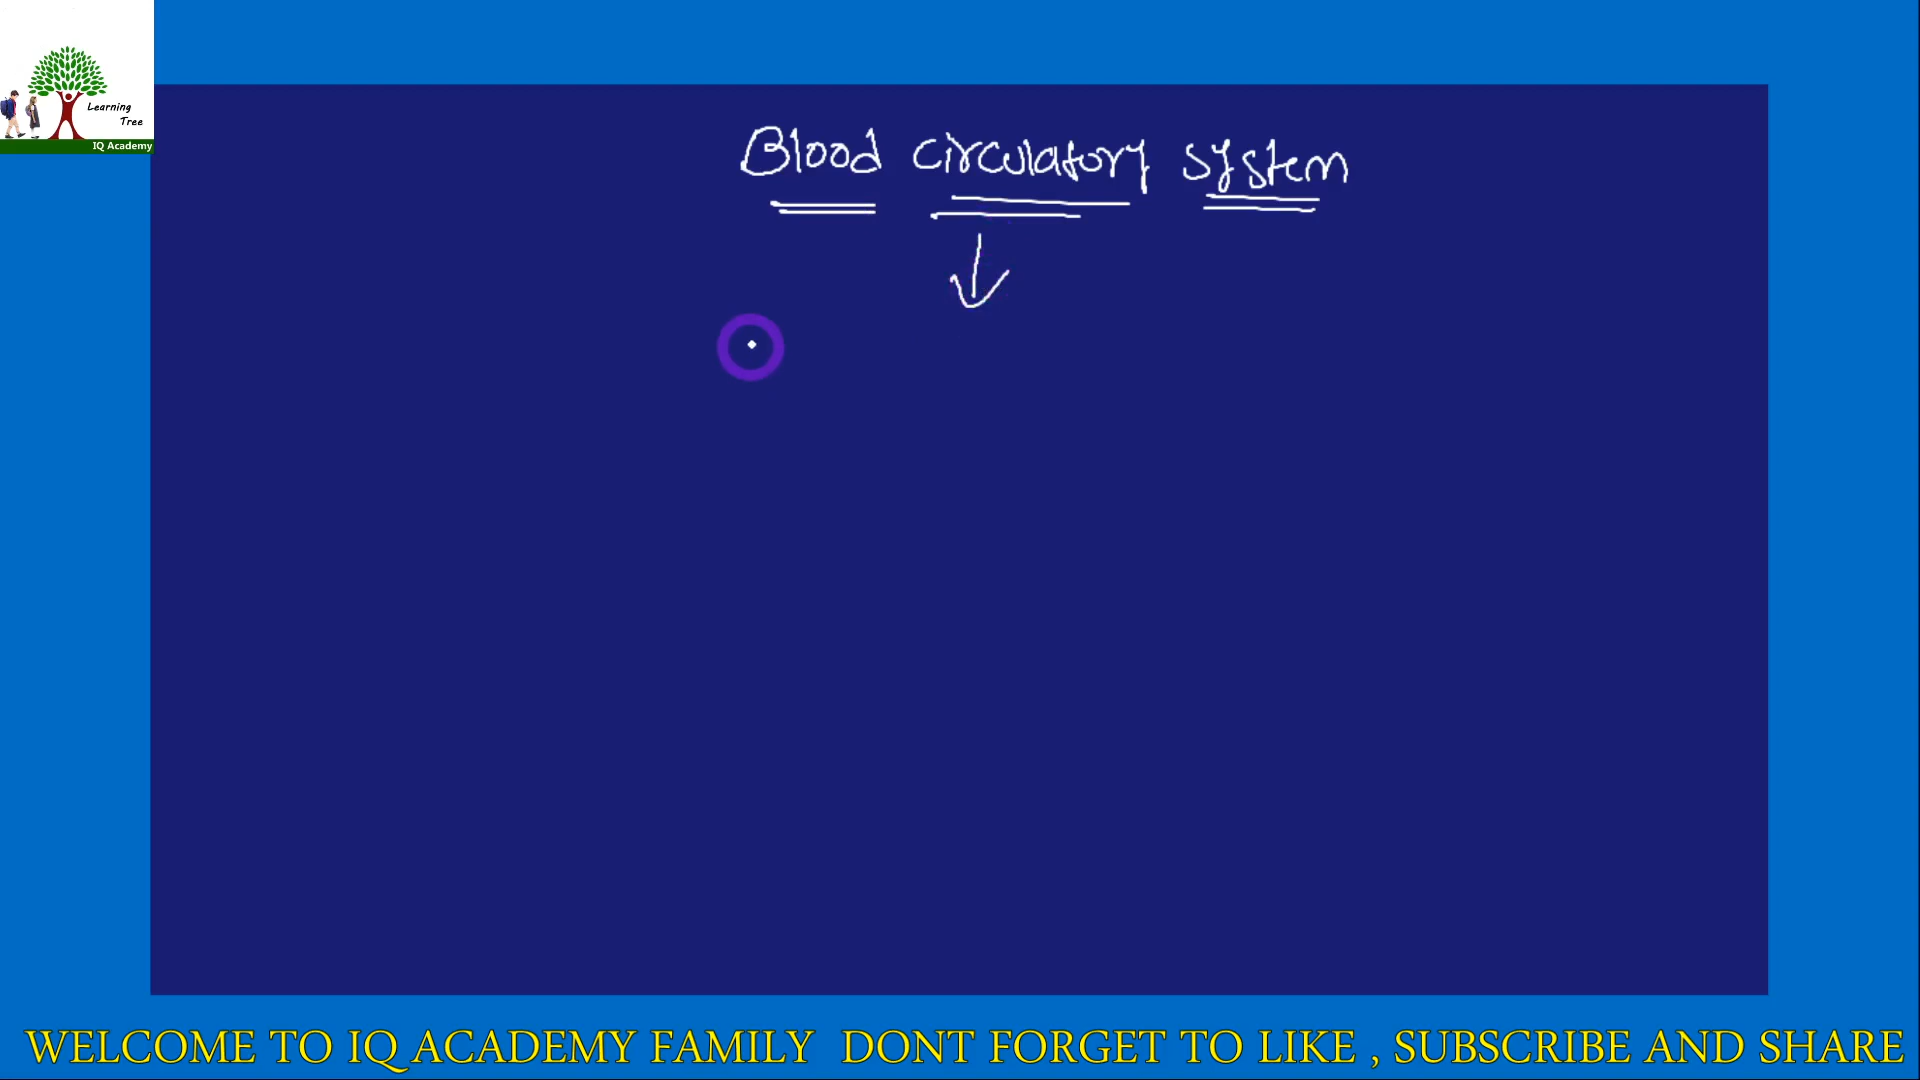 Learning
Tree
IQ Academy
Blood circulatory system
WELCOME TO IQ ACADEMY FAMILY DONT FORGET TO LIKE , SUBSCRIBE AND SHARE